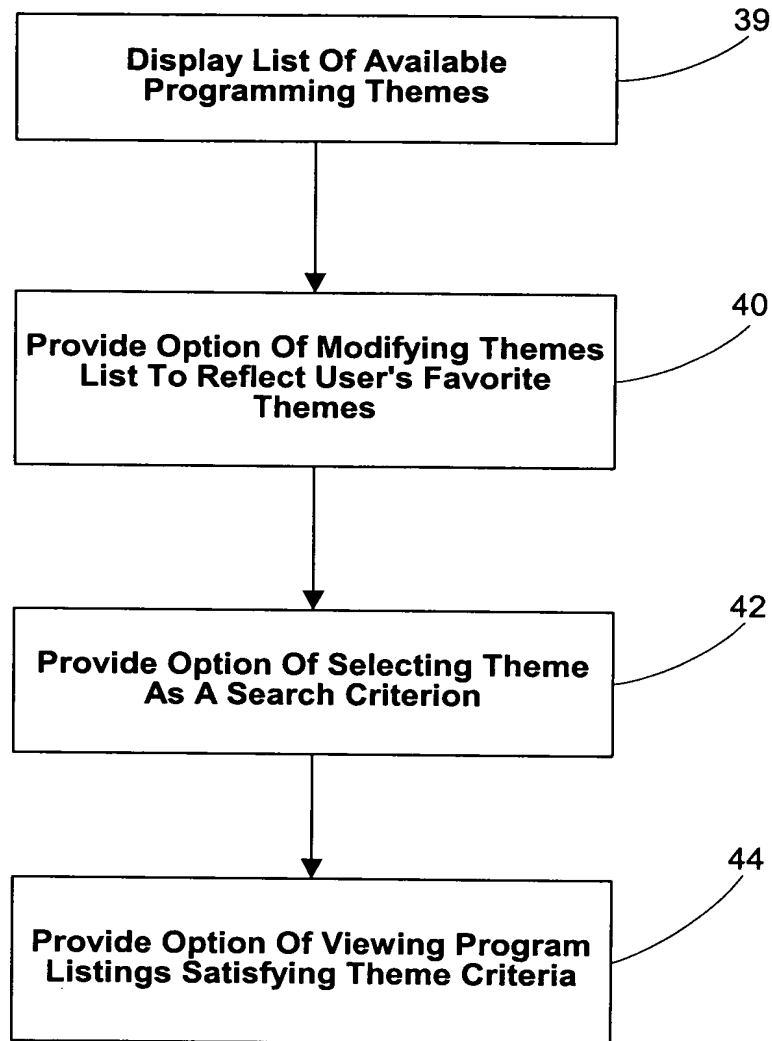 39
Display List Of Available
Programming Themes
40
Provide Option Of Modifying Themes
List To Reflect User's Favorite
Themes
42
Provide Option Of Selecting Theme
As A Search Criterion
44
Provide Option Of Viewing Program
Listings Satisfying Theme Criteria